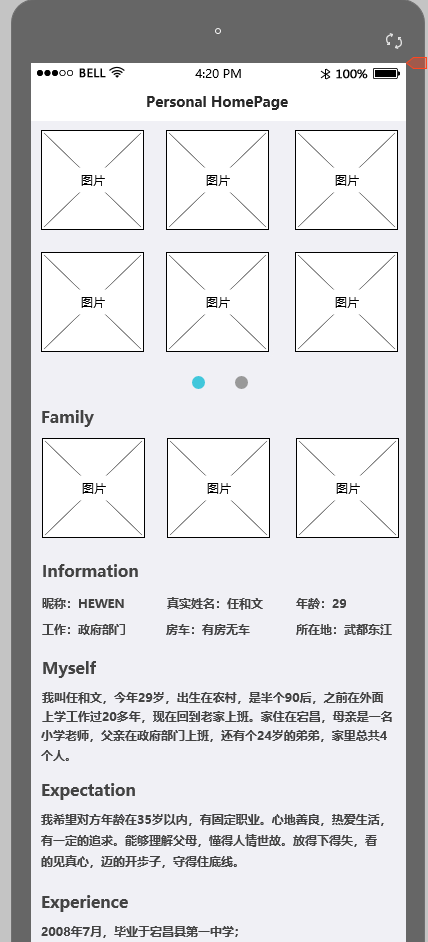 BELL 4:20 PM 100%
Personal HomePage
图片 图片 图片
图片 图片 图片
Family
图片 图片 图片
Information
昵称：HEWEN 真实姓名：任和文 年龄：29
工作：政府部门 房车：有房无车 所在地：武都东江
Myself
我叫任和文，今年29岁，出生在农村，是半个90后，之前在外面
上学工作过20多年，现在回到老家上班。家住在宕昌，母亲是一名
小学老师，父亲在政府部门上班，还有个24岁的弟弟，家里总共4
个人。
Expectation
我希望对方年龄在35岁以内，有固定职业。心地善良，热爱生活，
有一定的追求。能够理解父母，懂得人情世故。放得下得失，看
的见真心，迈的开步子，守得住底线。
Experience
2008年7月，毕业于宕昌县第一中学；